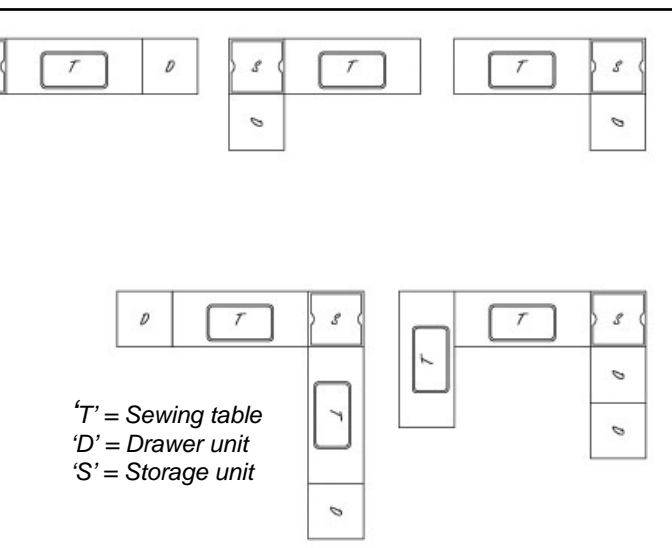 T D S T T S
D D
D T S T S
T T D
‘T’ = Sewing table
‘D’ = Drawer unit
‘S’ = Storage unit
D
D